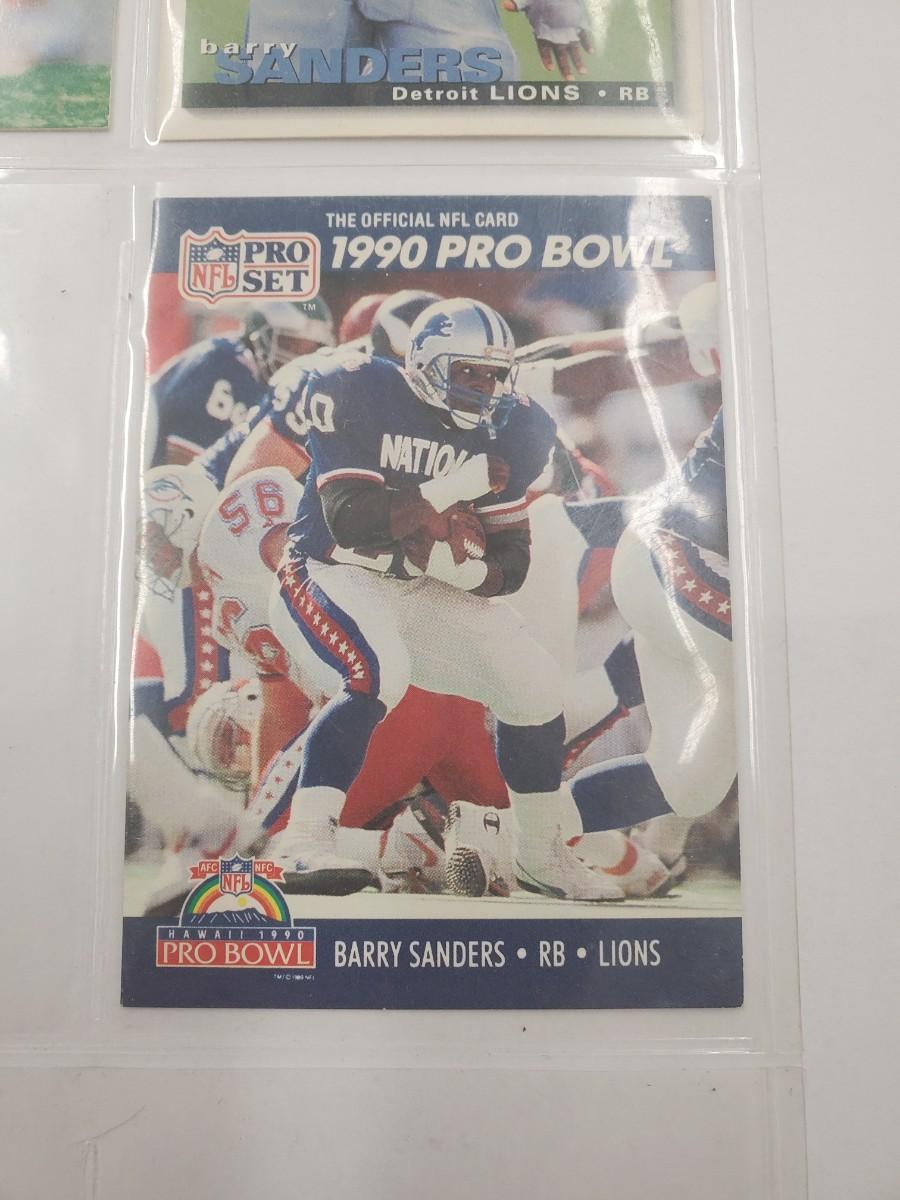 barry
SANDERS
Detroit LIONS • RB
THE OFFICIAL NFL CARD
1990 PRO BOWL
NFL
PRO
SET
TM
NATIO
56
AFC NFC
NFL
HAWAII 1990
PRO BOWL
BARRY SANDERS • RB • LIONS